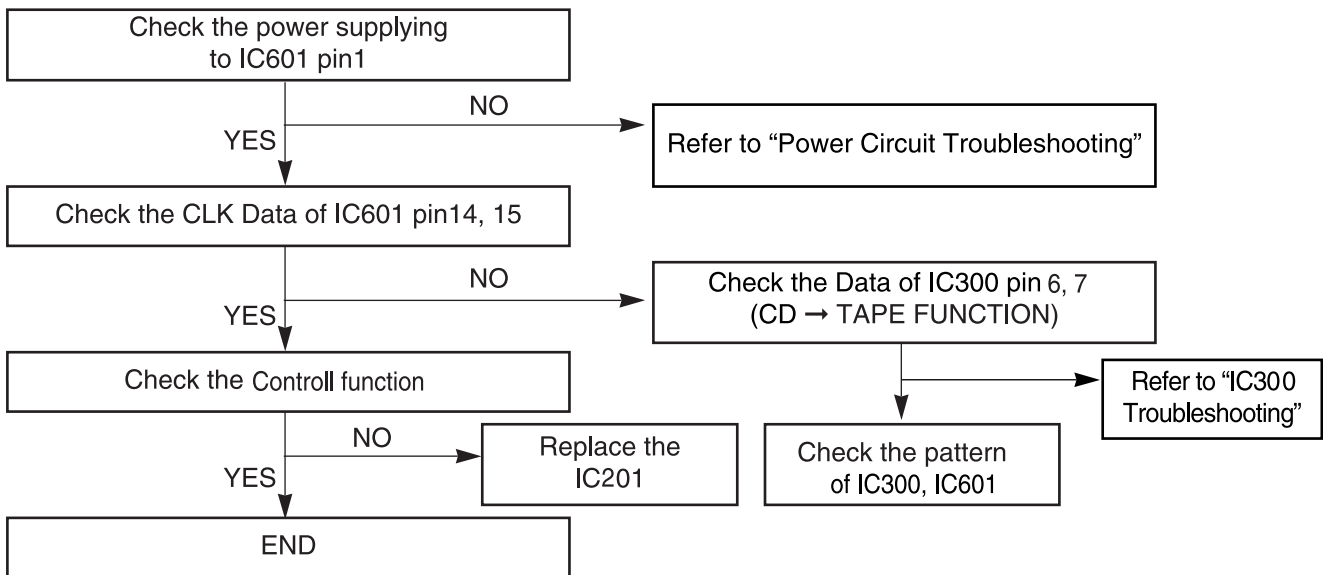 Check the power supplying
to IC601 pin1
NO
YES
Refer to “Power Circuit Troubleshooting”
Check the CLK Data of IC601 pin14, 15
NO
YES
Check the Data of IC300 pin 6, 7
(CD → TAPE FUNCTION)
Check the Controll function
Refer to “IC300
Troubleshooting”
NO
YES
Replace the
IC201
Check the pattern
of IC300, IC601
END